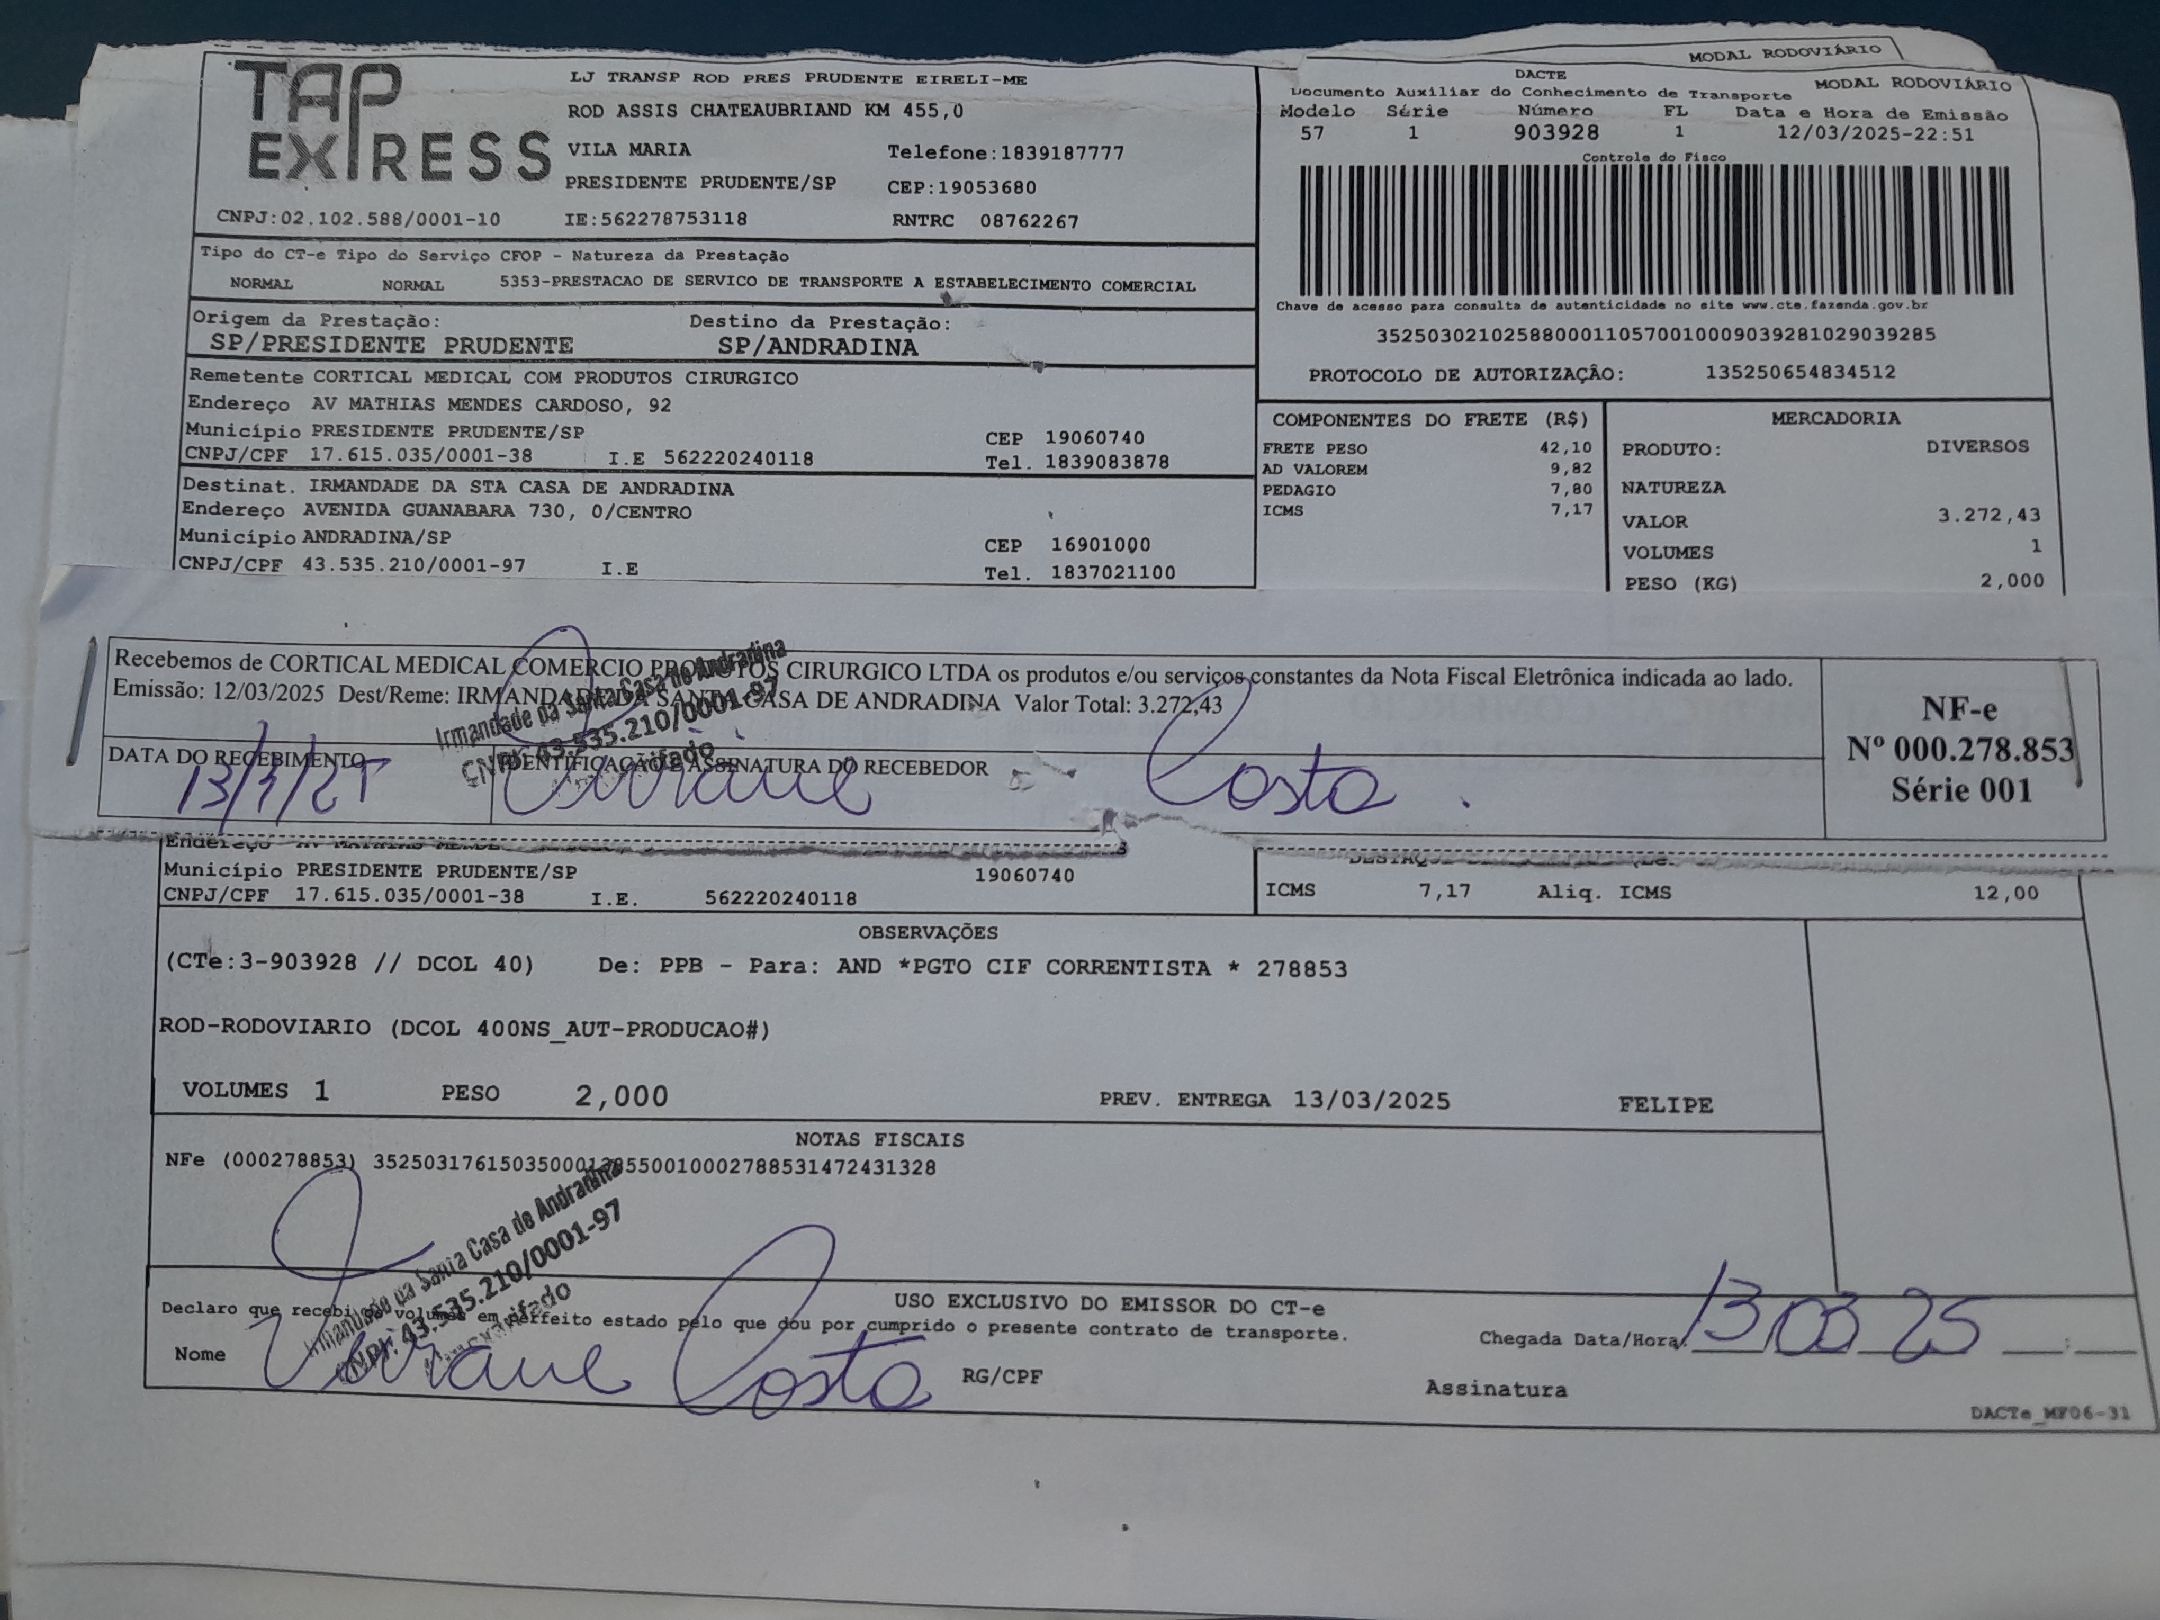 MODAL RODOVIÁRIO
TAP EXPRESS
LJ TRANSP ROD PRES PRUDENTE EIRELI-ME
ROD ASSIS CHATEAUBRIAND KM 455,0
VILA MARIA Telefone:1839187777
PRESIDENTE PRUDENTE/SP CEP:19053680
CNPJ:02.102.588/0001-10 IE:562278753118 RNTRC 08762267
DACTE
Documento Auxiliar do Conhecimento de Transporte MODAL RODOVIÁRIO
Modelo Série Número FL Data e Hora de Emissão
57 1 903928 1 12/03/2025-22:51
Controle do Fisco
Chave de acesso para consulta de autenticidade no site www.cte.fazenda.gov.br
35250302102588000110570010009039281029039285
PROTOCOLO DE AUTORIZAÇÃO: 135250654834512
Tipo do CT-e Tipo do Serviço CFOP - Natureza da Prestação
NORMAL NORMAL 5353-PRESTACAO DE SERVICO DE TRANSPORTE A ESTABELECIMENTO COMERCIAL
Origem da Prestação: Destino da Prestação:
SP/PRESIDENTE PRUDENTE SP/ANDRADINA
Remetente CORTICAL MEDICAL COM PRODUTOS CIRURGICO
Endereço AV MATHIAS MENDES CARDOSO, 92
Município PRESIDENTE PRUDENTE/SP CEP 19060740
CNPJ/CPF 17.615.035/0001-38 I.E 562220240118 Tel. 1839083878
Destinat. IRMANDADE DA STA CASA DE ANDRADINA
Endereço AVENIDA GUANABARA 730, 0/CENTRO
Município ANDRADINA/SP CEP 16901000
CNPJ/CPF 43.535.210/0001-97 I.E Tel. 1837021100
COMPONENTES DO FRETE (R$)
FRETE PESO 42,10
AD VALOREM 9,82
PEDAGIO 7,80
ICMS 7,17
MERCADORIA
PRODUTO: DIVERSOS
NATUREZA
VALOR 3.272,43
VOLUMES 1
PESO (KG) 2,000
Recebemos de CORTICAL MEDICAL COMERCIO PRODUTOS CIRURGICO LTDA os produtos e/ou serviços constantes da Nota Fiscal Eletrônica indicada ao lado.
Emissão: 12/03/2025 Dest/Reme: IRMANDADE DA SANTA CASA DE ANDRADINA Valor Total: 3.272,43
NF-e
Nº 000.278.853
Série 001
Irmandade da Santa Casa de Andradina
CNPJ: 43.535.210/0001-97
DATA DO RECEBIMENTO IDENTIFICAÇÃO E ASSINATURA DO RECEBEDOR
13/3/25 Costa
Endereço AV MATHIAS MENDE
Município PRESIDENTE PRUDENTE/SP 19060740
CNPJ/CPF 17.615.035/0001-38 I.E. 562220240118
ICMS 7,17 Aliq. ICMS 12,00
OBSERVAÇÕES
(CTe:3-903928 // DCOL 40) De: PPB - Para: AND *PGTO CIF CORRENTISTA * 278853
ROD-RODOVIARIO (DCOL 400NS_AUT-PRODUCAO#)
VOLUMES 1 PESO 2,000 PREV. ENTREGA 13/03/2025 FELIPE
NOTAS FISCAIS
NFe (000278853) 35250317615035000138550010002788531472431328
Irmandade da Santa Casa de Andradina
CNPJ: 43.535.210/0001-97
USO EXCLUSIVO DO EMISSOR DO CT-e
Declaro que recebi os volumes em perfeito estado pelo que dou por cumprido o presente contrato de transporte.
Chegada Data/Hora: 13/03 25
Nome Costa RG/CPF Assinatura
DACTe_MF06-31